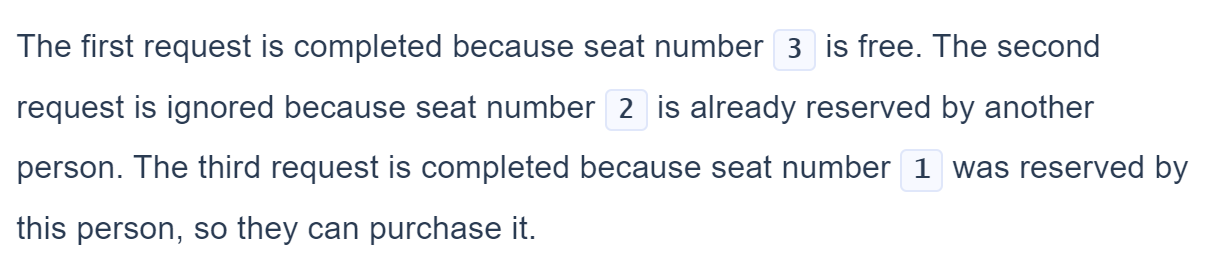 The first request is completed because seat number 3 is free. The second
request is ignored because seat number 2 is already reserved by another
person. The third request is completed because seat number 1 was reserved by
this person, so they can purchase it.